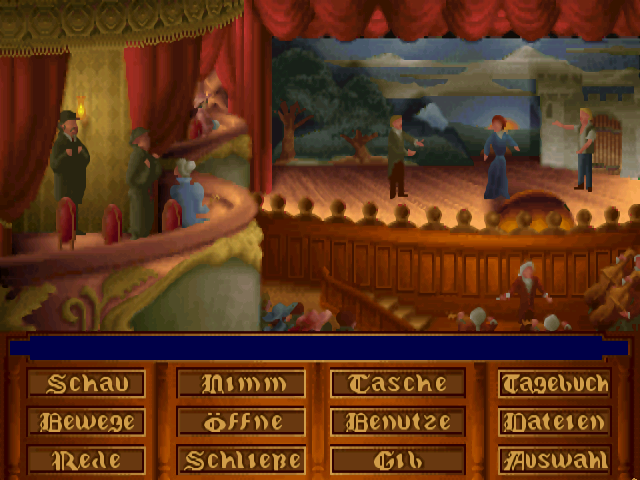 Schau Nimm Tasche Tagebuch
Bewege Öffne Benutze Dateien
Rede Schließe Gib Auswahl